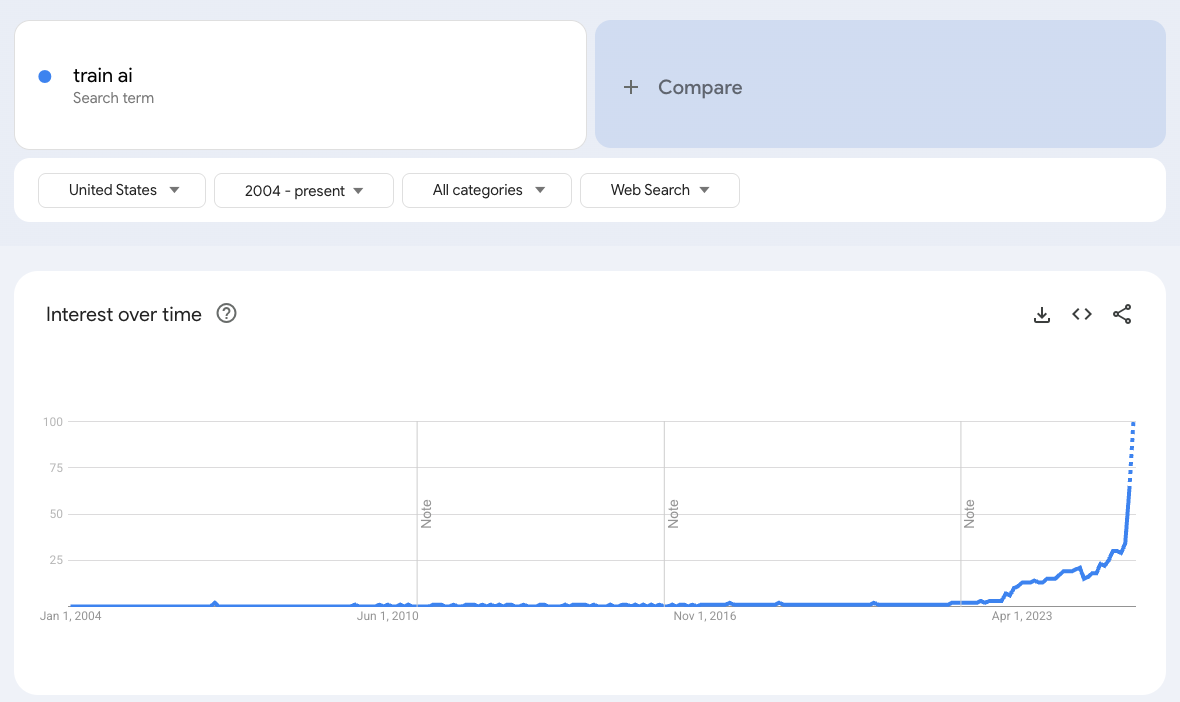 train ai
Search term
+ Compare
United States
2004 - present
All categories
Web Search
Interest over time ?
100
75
50
25
Note
Note
Note
Jan 1, 2004
Jun 1, 2010
Nov 1, 2016
Apr 1, 2023